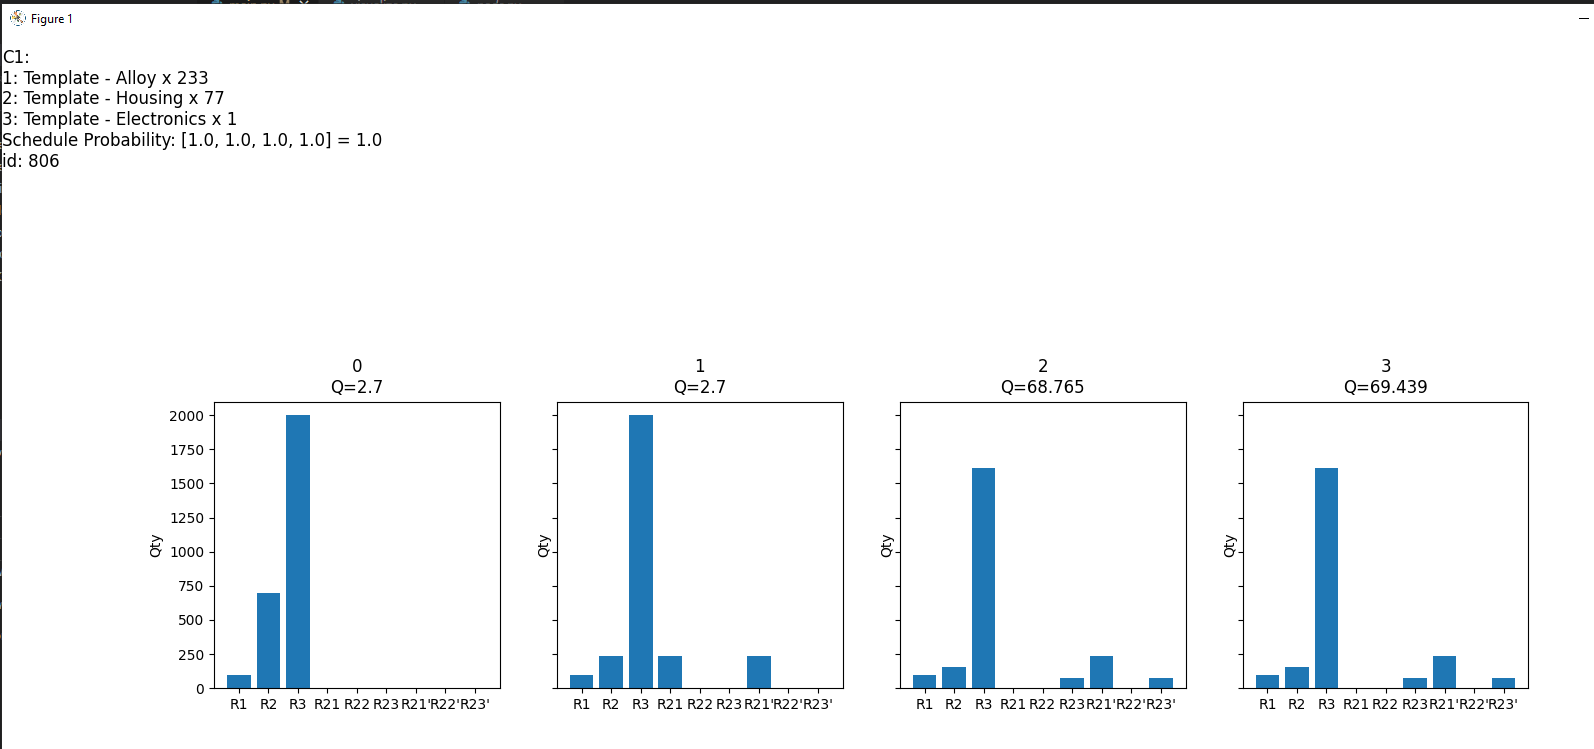 Figure 1
C1:
1: Template - Alloy x 233
2: Template - Housing x 77
3: Template - Electronics x 1
Schedule Probability: [1.0, 1.0, 1.0, 1.0] = 1.0
id: 806
0
Q=2.7
Qty
2000
1750
1500
1250
1000
750
500
250
0
R1 R2 R3 R21 R22 R23 R21' R22' R23'
1
Q=2.7
Qty
R1 R2 R3 R21 R22 R23 R21' R22' R23'
2
Q=68.765
Qty
R1 R2 R3 R21 R22 R23 R21' R22' R23'
3
Q=69.439
Qty
R1 R2 R3 R21 R22 R23 R21' R22' R23'